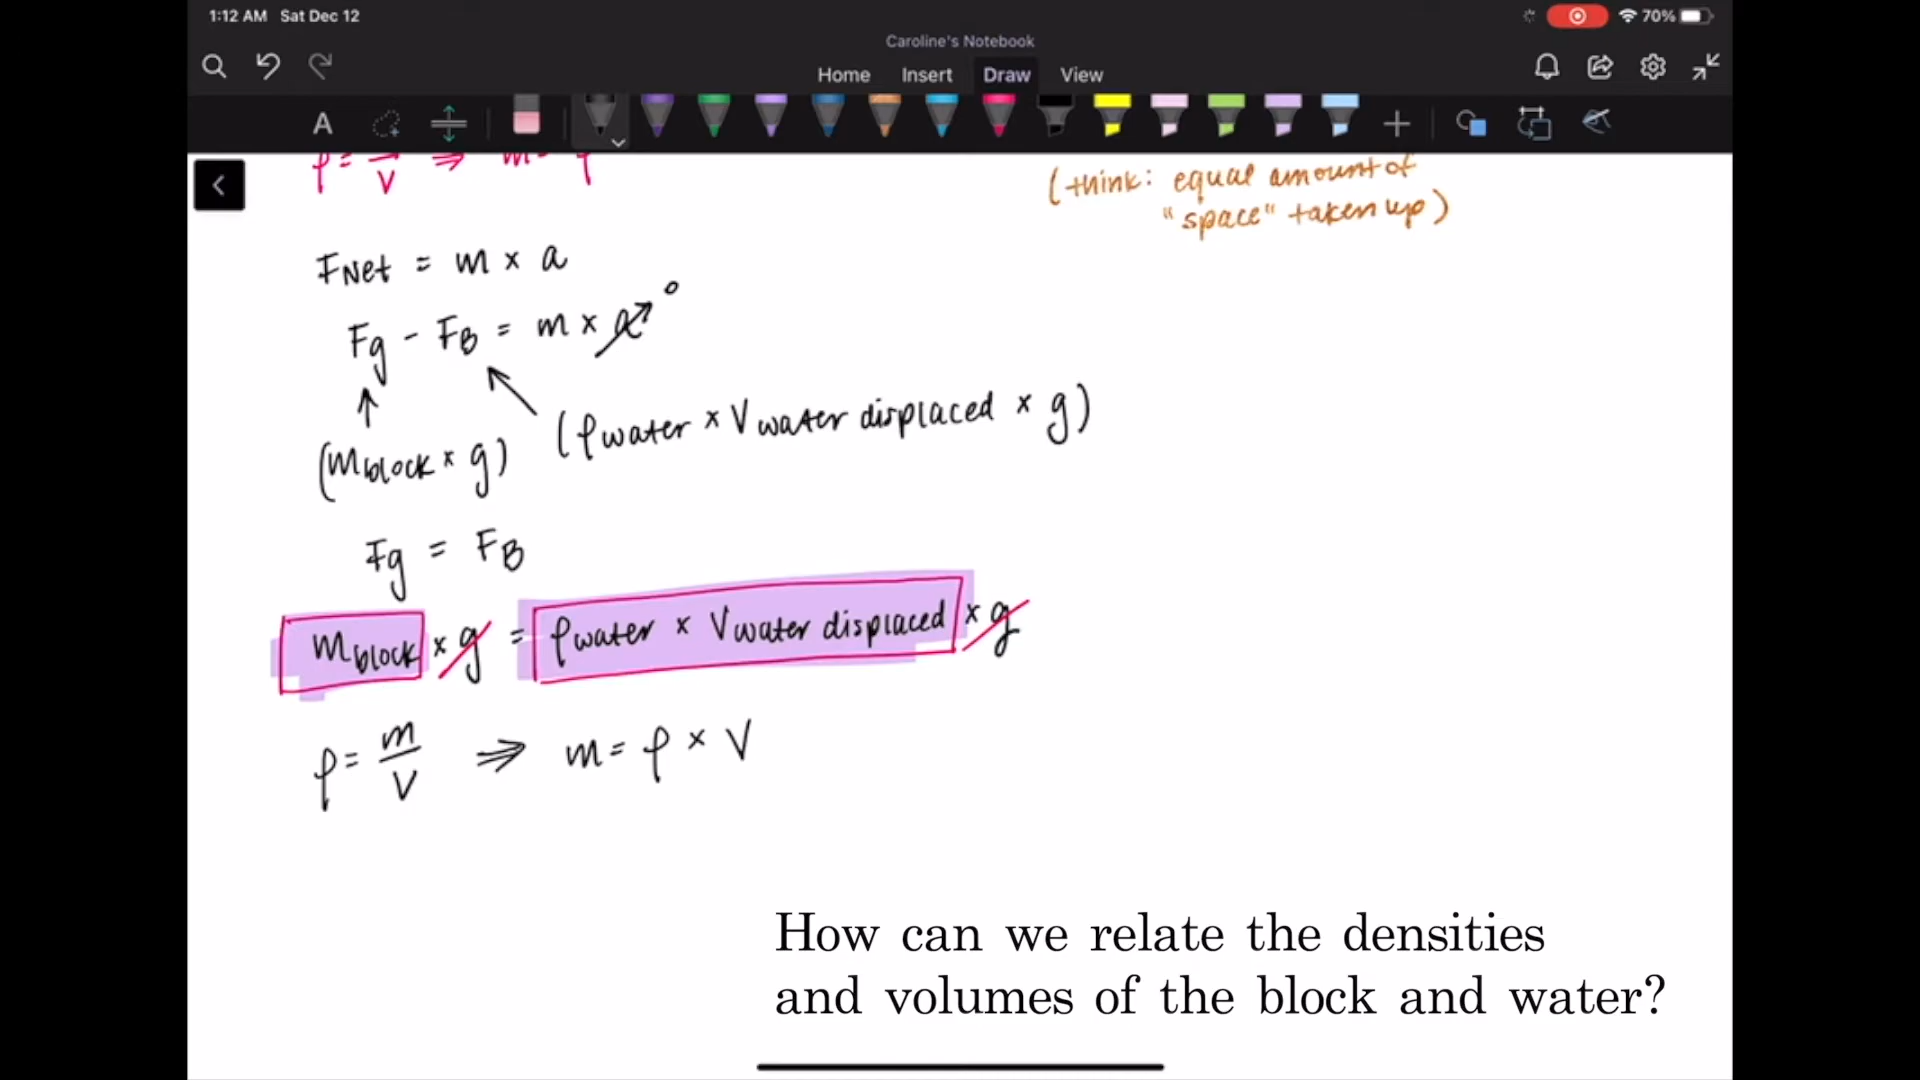 1:12 AM Sat Dec 12
70%
Caroline's Notebook
Home Insert Draw View
A
ρ = V ⇒ m = ρ
(think: equal amount of
"space" taken up)
FNet = m × a
Fg - FB = m × a 0
(mblock × g) (ρwater × Vwater displaced × g)
Fg = FB
mblock × g = ρwater × Vwater displaced × g
ρ = m/V ⇒ m = ρ × V
How can we relate the densities
and volumes of the block and water?